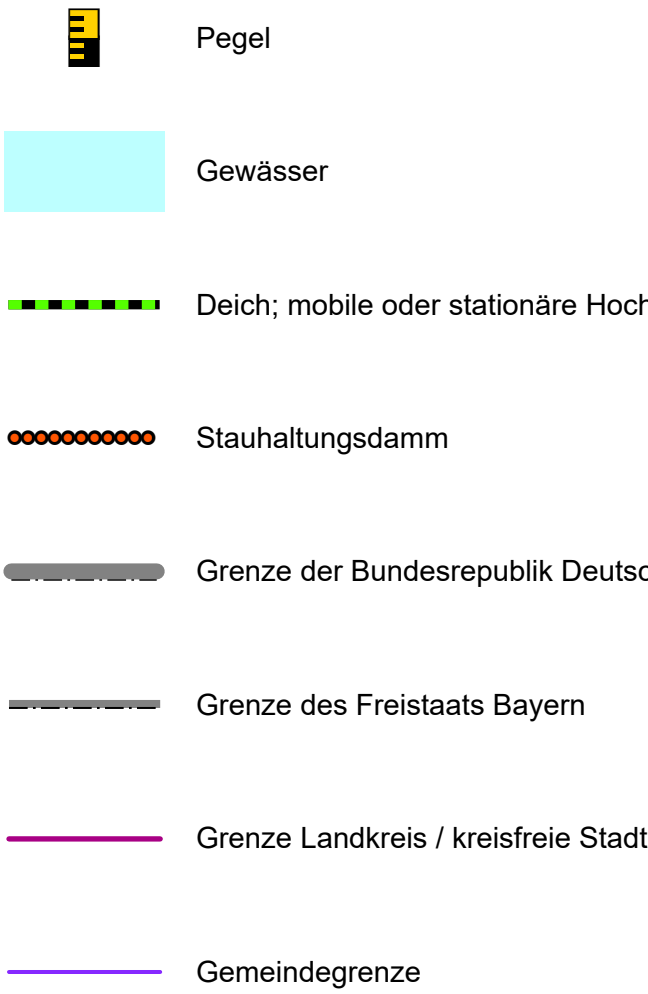 Pegel
Gewässer
Deich; mobile oder stationäre Hoch
Stauhaltungsdamm
Grenze der Bundesrepublik Deutsc
Grenze des Freistaats Bayern
Grenze Landkreis / kreisfreie Stadt
Gemeindegrenze